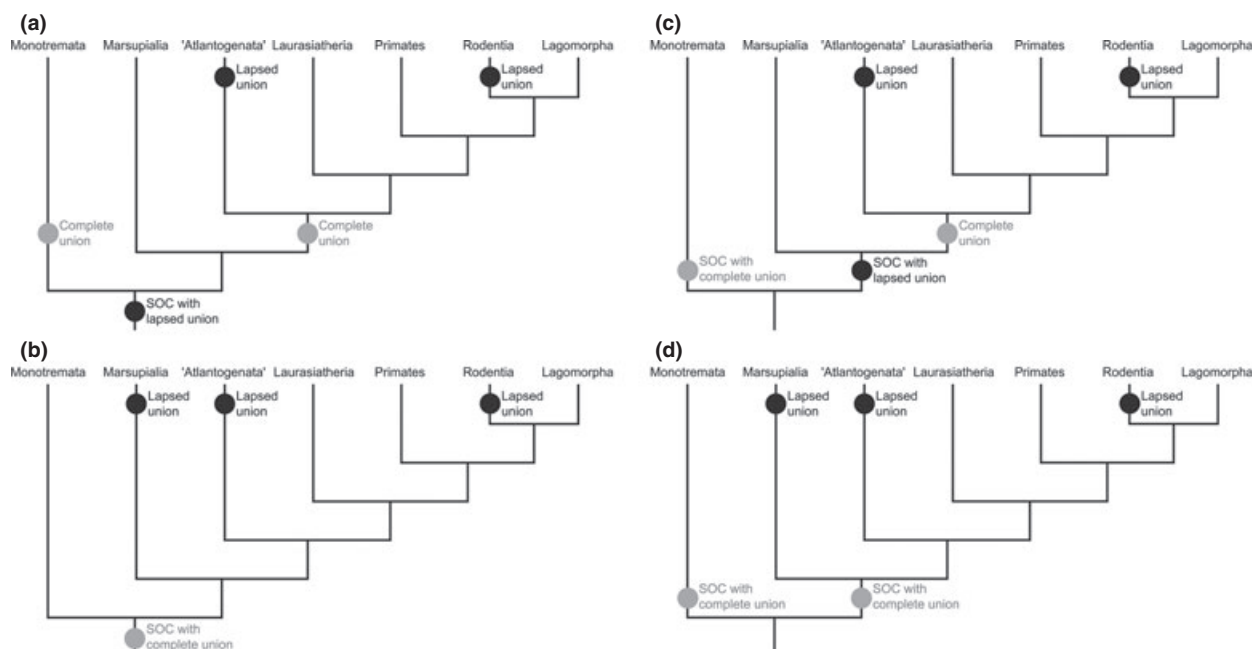 (a)
Monotremata Marsupialia 'Atlantogenata' Laurasiatheria Primates Rodentia Lagomorpha
Lapsed
union
Lapsed
union
Complete
union
Complete
union
SOC with
lapsed union
(c)
Monotremata Marsupialia 'Atlantogenata' Laurasiatheria Primates Rodentia Lagomorpha
Lapsed
union
Lapsed
union
Complete
union
SOC with
complete union
SOC with
lapsed union
(b)
Monotremata Marsupialia 'Atlantogenata' Laurasiatheria Primates Rodentia Lagomorpha
Lapsed
union
Lapsed
union
Lapsed
union
SOC with
complete union
(d)
Monotremata Marsupialia 'Atlantogenata' Laurasiatheria Primates Rodentia Lagomorpha
Lapsed
union
Lapsed
union
Lapsed
union
SOC with
complete union
SOC with
complete union